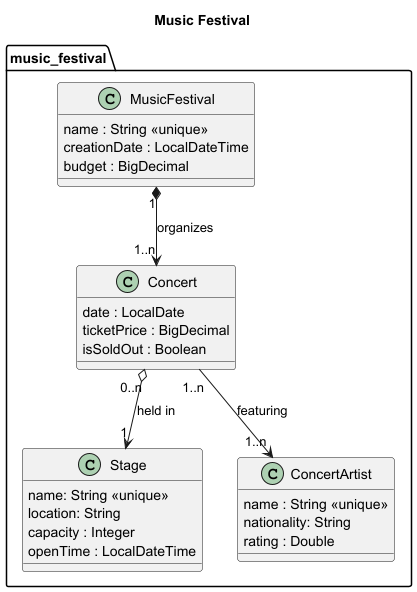 Music Festival
music_festival
C MusicFestival
name : String «unique»
creationDate : LocalDateTime
budget : BigDecimal
1
organizes
1..n
C Concert
date : LocalDate
ticketPrice : BigDecimal
isSoldOut : Boolean
0..n
1..n
held in
featuring
1
1..n
C Stage
name: String «unique»
location: String
capacity : Integer
openTime : LocalDateTime
C ConcertArtist
name : String «unique»
nationality: String
rating : Double